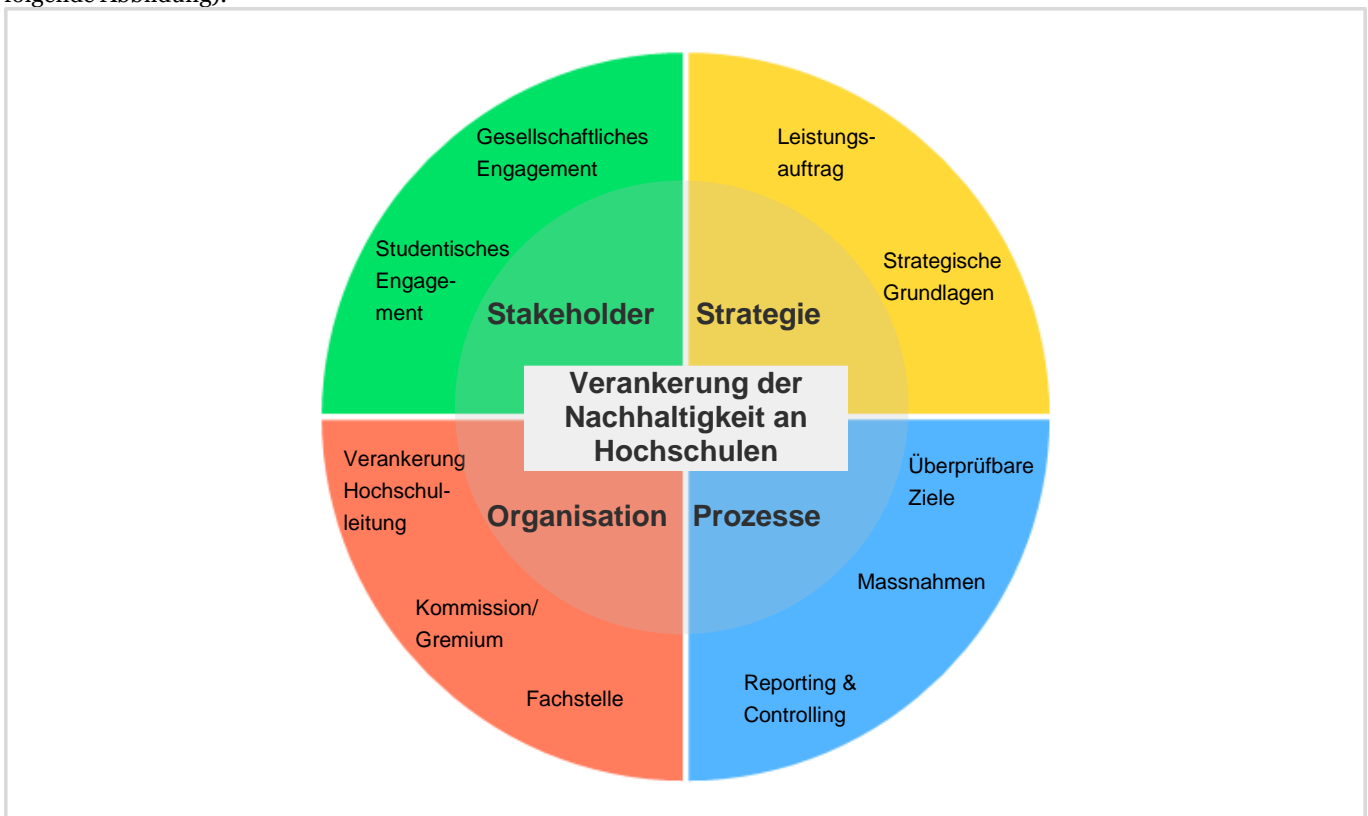 folgende Abbildung).
Gesellschaftliches
Engagement
Studentisches
Engage-
ment
Stakeholder
Leistungs-
auftrag
Strategische
Grundlagen
Strategie
Verankerung der
Nachhaltigkeit an
Hochschulen
Verankerung
Hochschul-
leitung
Organisation
Kommission/
Gremium
Fachstelle
Überprüfbare
Ziele
Prozesse
Massnahmen
Reporting &
Controlling